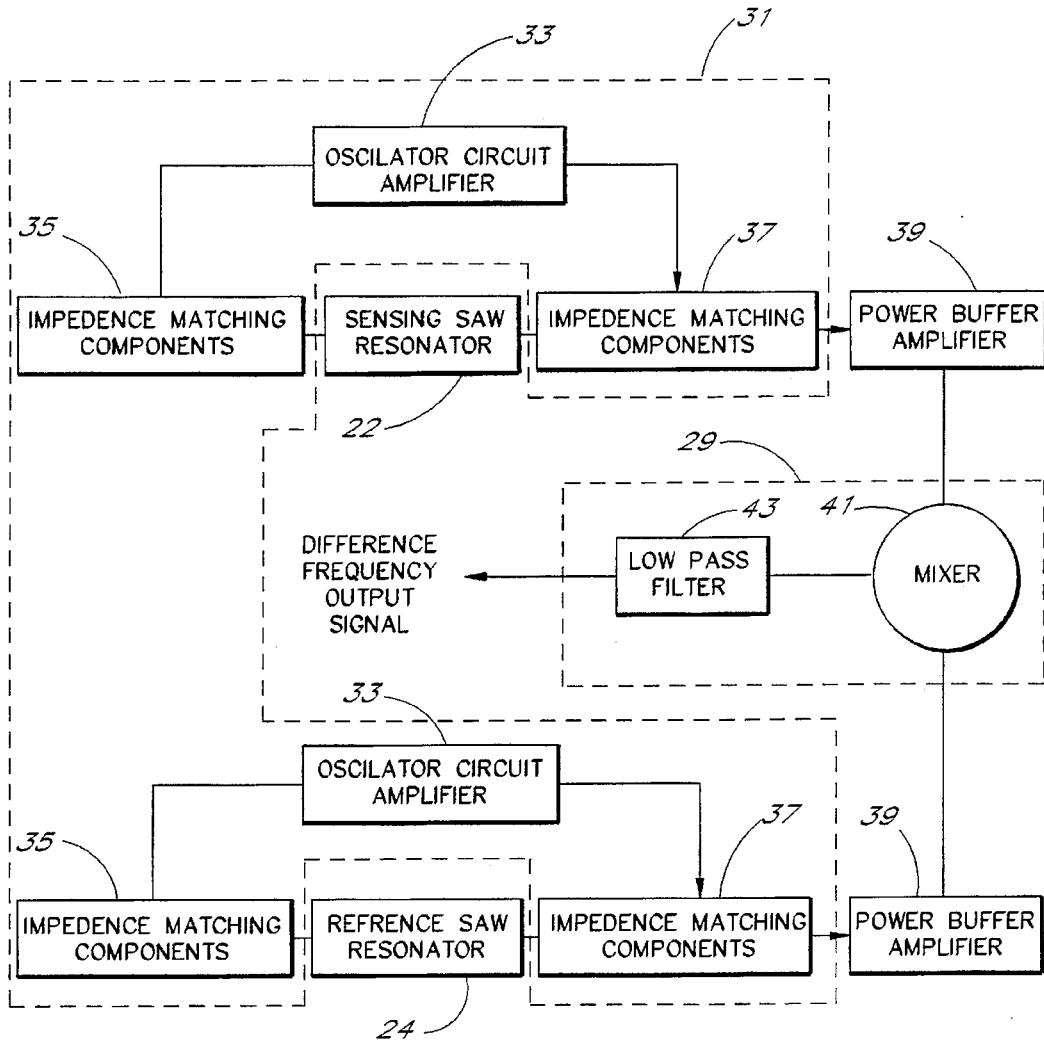 33
31
OSCILATOR CIRCUIT
AMPLIFIER
35
37
39
IMPEDENCE MATCHING
COMPONENTS
SENSING SAW
RESONATOR
IMPEDENCE MATCHING
COMPONENTS
POWER BUFFER
AMPLIFIER
22
29
43
41
DIFFERENCE
FREQUENCY
OUTPUT
SIGNAL
LOW PASS
FILTER
MIXER
33
OSCILATOR CIRCUIT
AMPLIFIER
35
37
39
IMPEDENCE MATCHING
COMPONENTS
REFRENCE SAW
RESONATOR
IMPEDENCE MATCHING
COMPONENTS
POWER BUFFER
AMPLIFIER
24